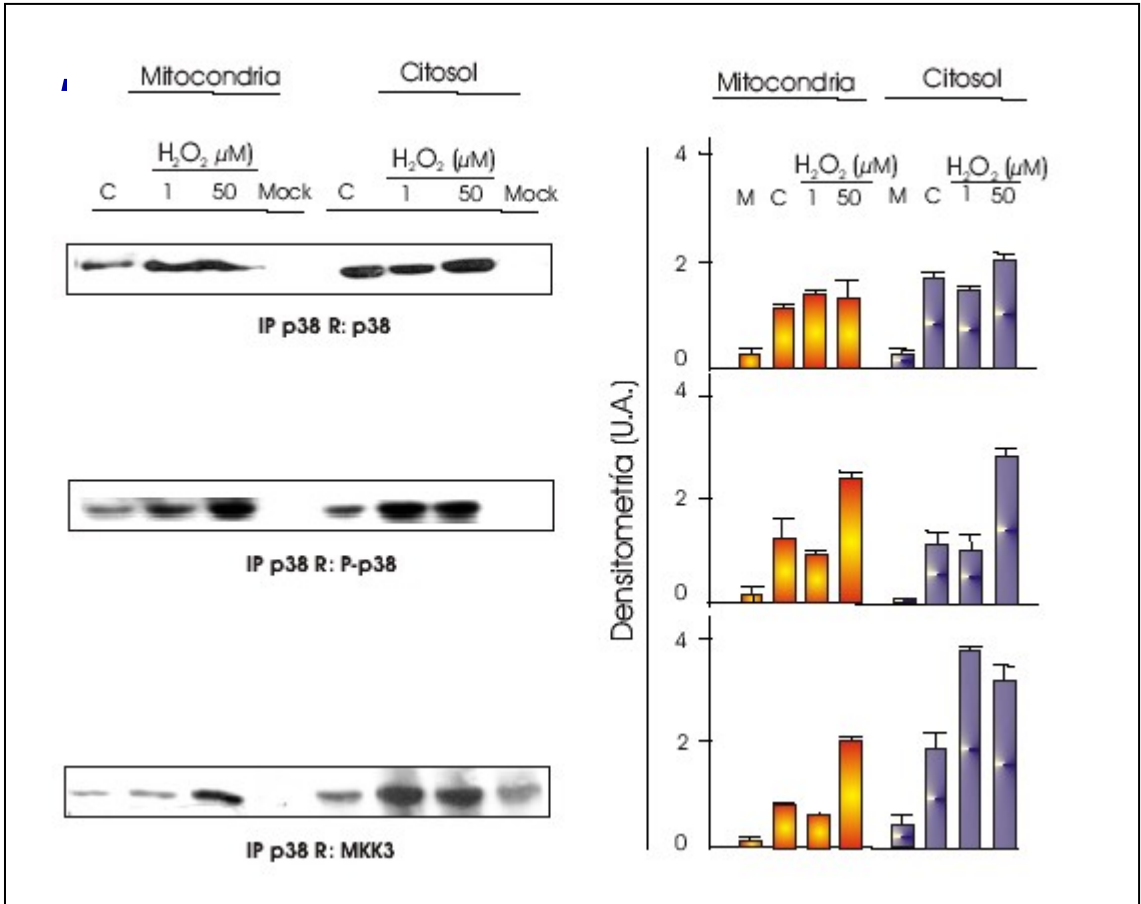 Mitocondria
Citosol
H₂O₂ µM)
H₂O₂ (µM)
C 1 50 Mock C 1 50 Mock
IP p38 R: p38
IP p38 R: P-p38
IP p38 R: MKK3
Mitocondria
Citosol
Densitometría (U.A.)
4
H₂O₂ (µM)
H₂O₂ (µM)
M C 1 50 M C 1 50
2
0
4
2
0
4
2
0